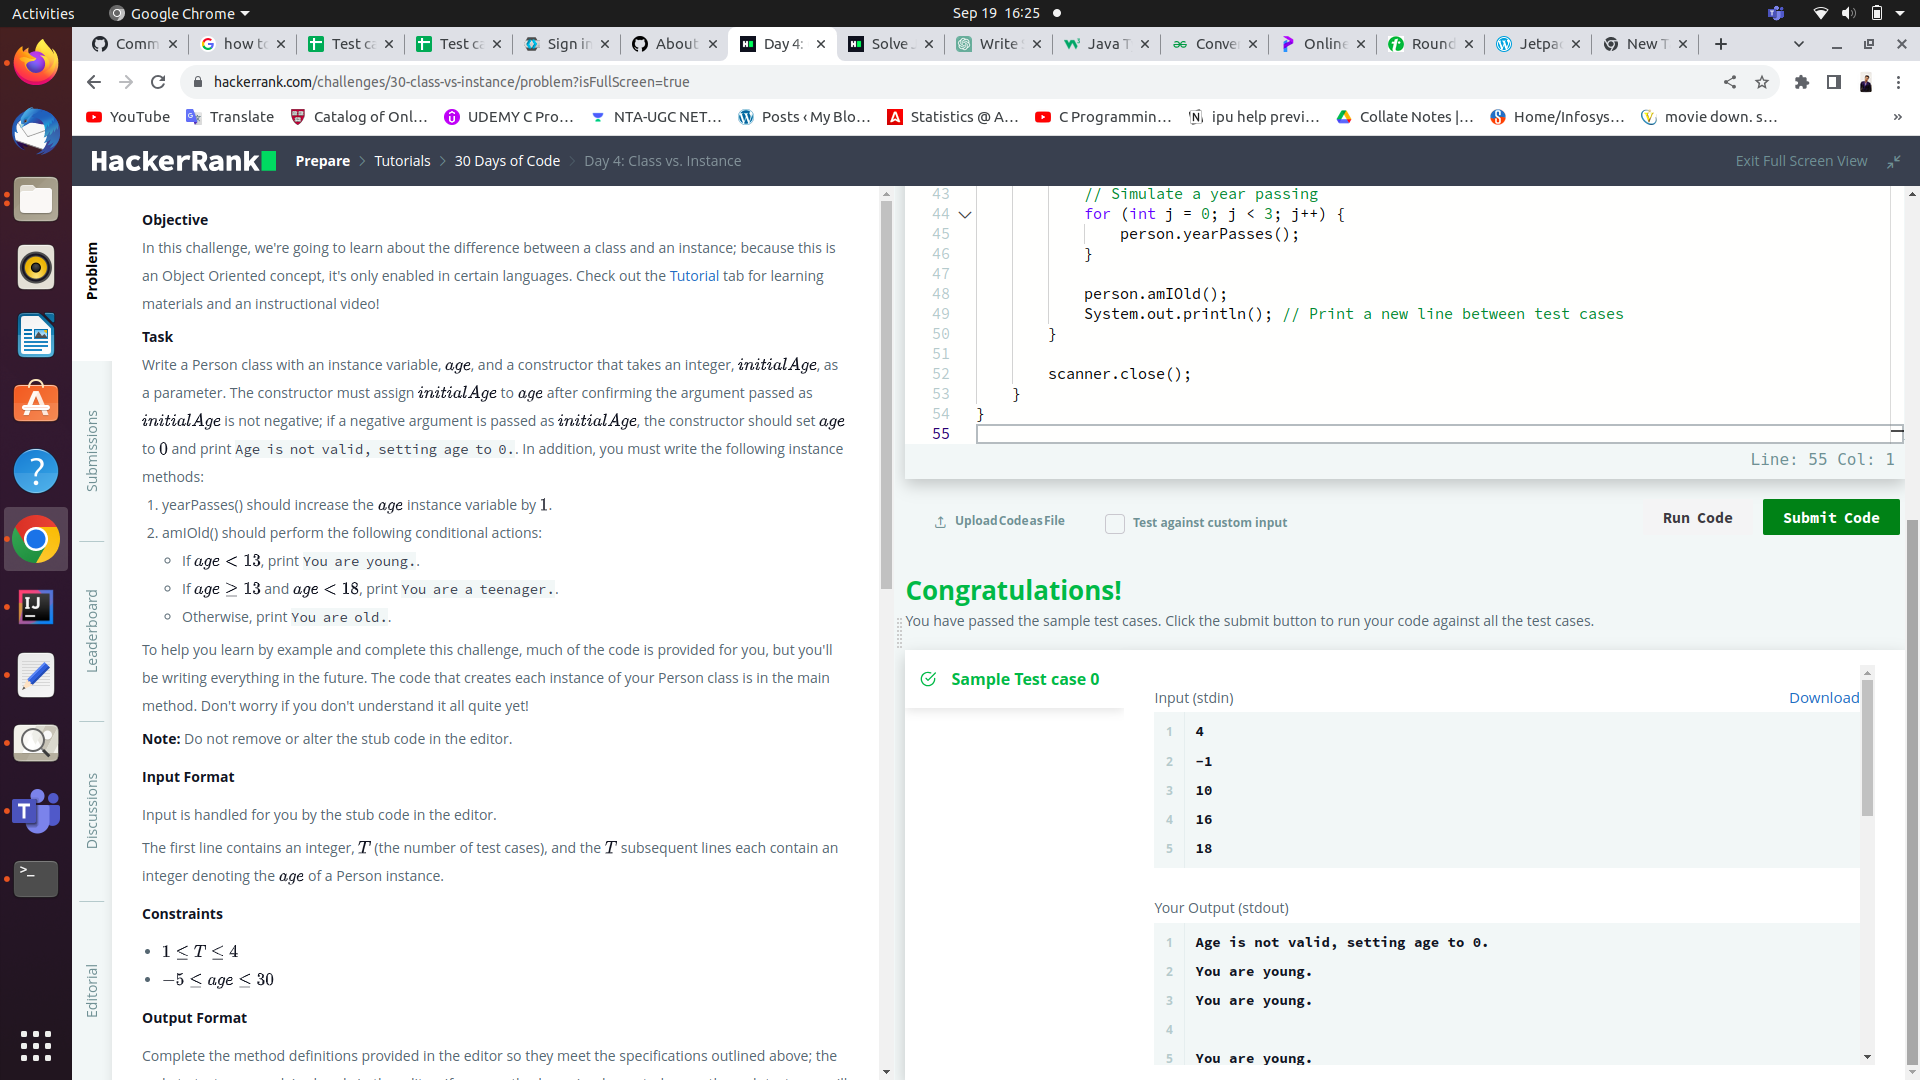 Activities Google Chrome Sep 19 16:25
Comm how to Test ca Test ca Sign in About Day 4: Solve Write Java T Conve Online Round Jetpac New T
hackerrank.com/challenges/30-class-vs-instance/problem?isFullScreen=true
YouTube Translate Catalog of Onl... UDEMY C Pro... NTA-UGC NET... Posts ‹ My Blo... Statistics @ A... C Programmin... ipu help previ... Collate Notes |... Home/Infosys... movie down. s... »
HackerRank Prepare > Tutorials > 30 Days of Code > Day 4: Class vs. Instance Exit Full Screen View
Problem
Submissions
Leaderboard
Discussions
Editorial
Objective
In this challenge, we're going to learn about the difference between a class and an instance; because this is
an Object Oriented concept, it's only enabled in certain languages. Check out the Tutorial tab for learning
materials and an instructional video!
Task
Write a Person class with an instance variable, age, and a constructor that takes an integer, initialAge, as
a parameter. The constructor must assign initialAge to age after confirming the argument passed as
initialAge is not negative; if a negative argument is passed as initialAge, the constructor should set age
to 0 and print Age is not valid, setting age to 0.. In addition, you must write the following instance
methods:
1. yearPasses() should increase the age instance variable by 1.
2. amIOld() should perform the following conditional actions:
If age < 13, print You are young..
If age ≥ 13 and age < 18, print You are a teenager..
Otherwise, print You are old..
To help you learn by example and complete this challenge, much of the code is provided for you, but you'll
be writing everything in the future. The code that creates each instance of your Person class is in the main
method. Don't worry if you don't understand it all quite yet!
Note: Do not remove or alter the stub code in the editor.
Input Format
Input is handled for you by the stub code in the editor.
The first line contains an integer, T (the number of test cases), and the T subsequent lines each contain an
integer denoting the age of a Person instance.
Constraints
1 ≤ T ≤ 4
−5 ≤ age ≤ 30
Output Format
Complete the method definitions provided in the editor so they meet the specifications outlined above; the
43 // Simulate a year passing
44 for (int j = 0; j < 3; j++) {
45 person.yearPasses();
46 }
47
48 person.amIOld();
49 System.out.println(); // Print a new line between test cases
50 }
51
52 scanner.close();
53 }
54 }
55
Line: 55 Col: 1
Upload Code as File Test against custom input Run Code Submit Code
Congratulations!
You have passed the sample test cases. Click the submit button to run your code against all the test cases.
Sample Test case 0
Input (stdin) Download
1 4
2 -1
3 10
4 16
5 18
Your Output (stdout)
1 Age is not valid, setting age to 0.
2 You are young.
3 You are young.
4
5 You are young.